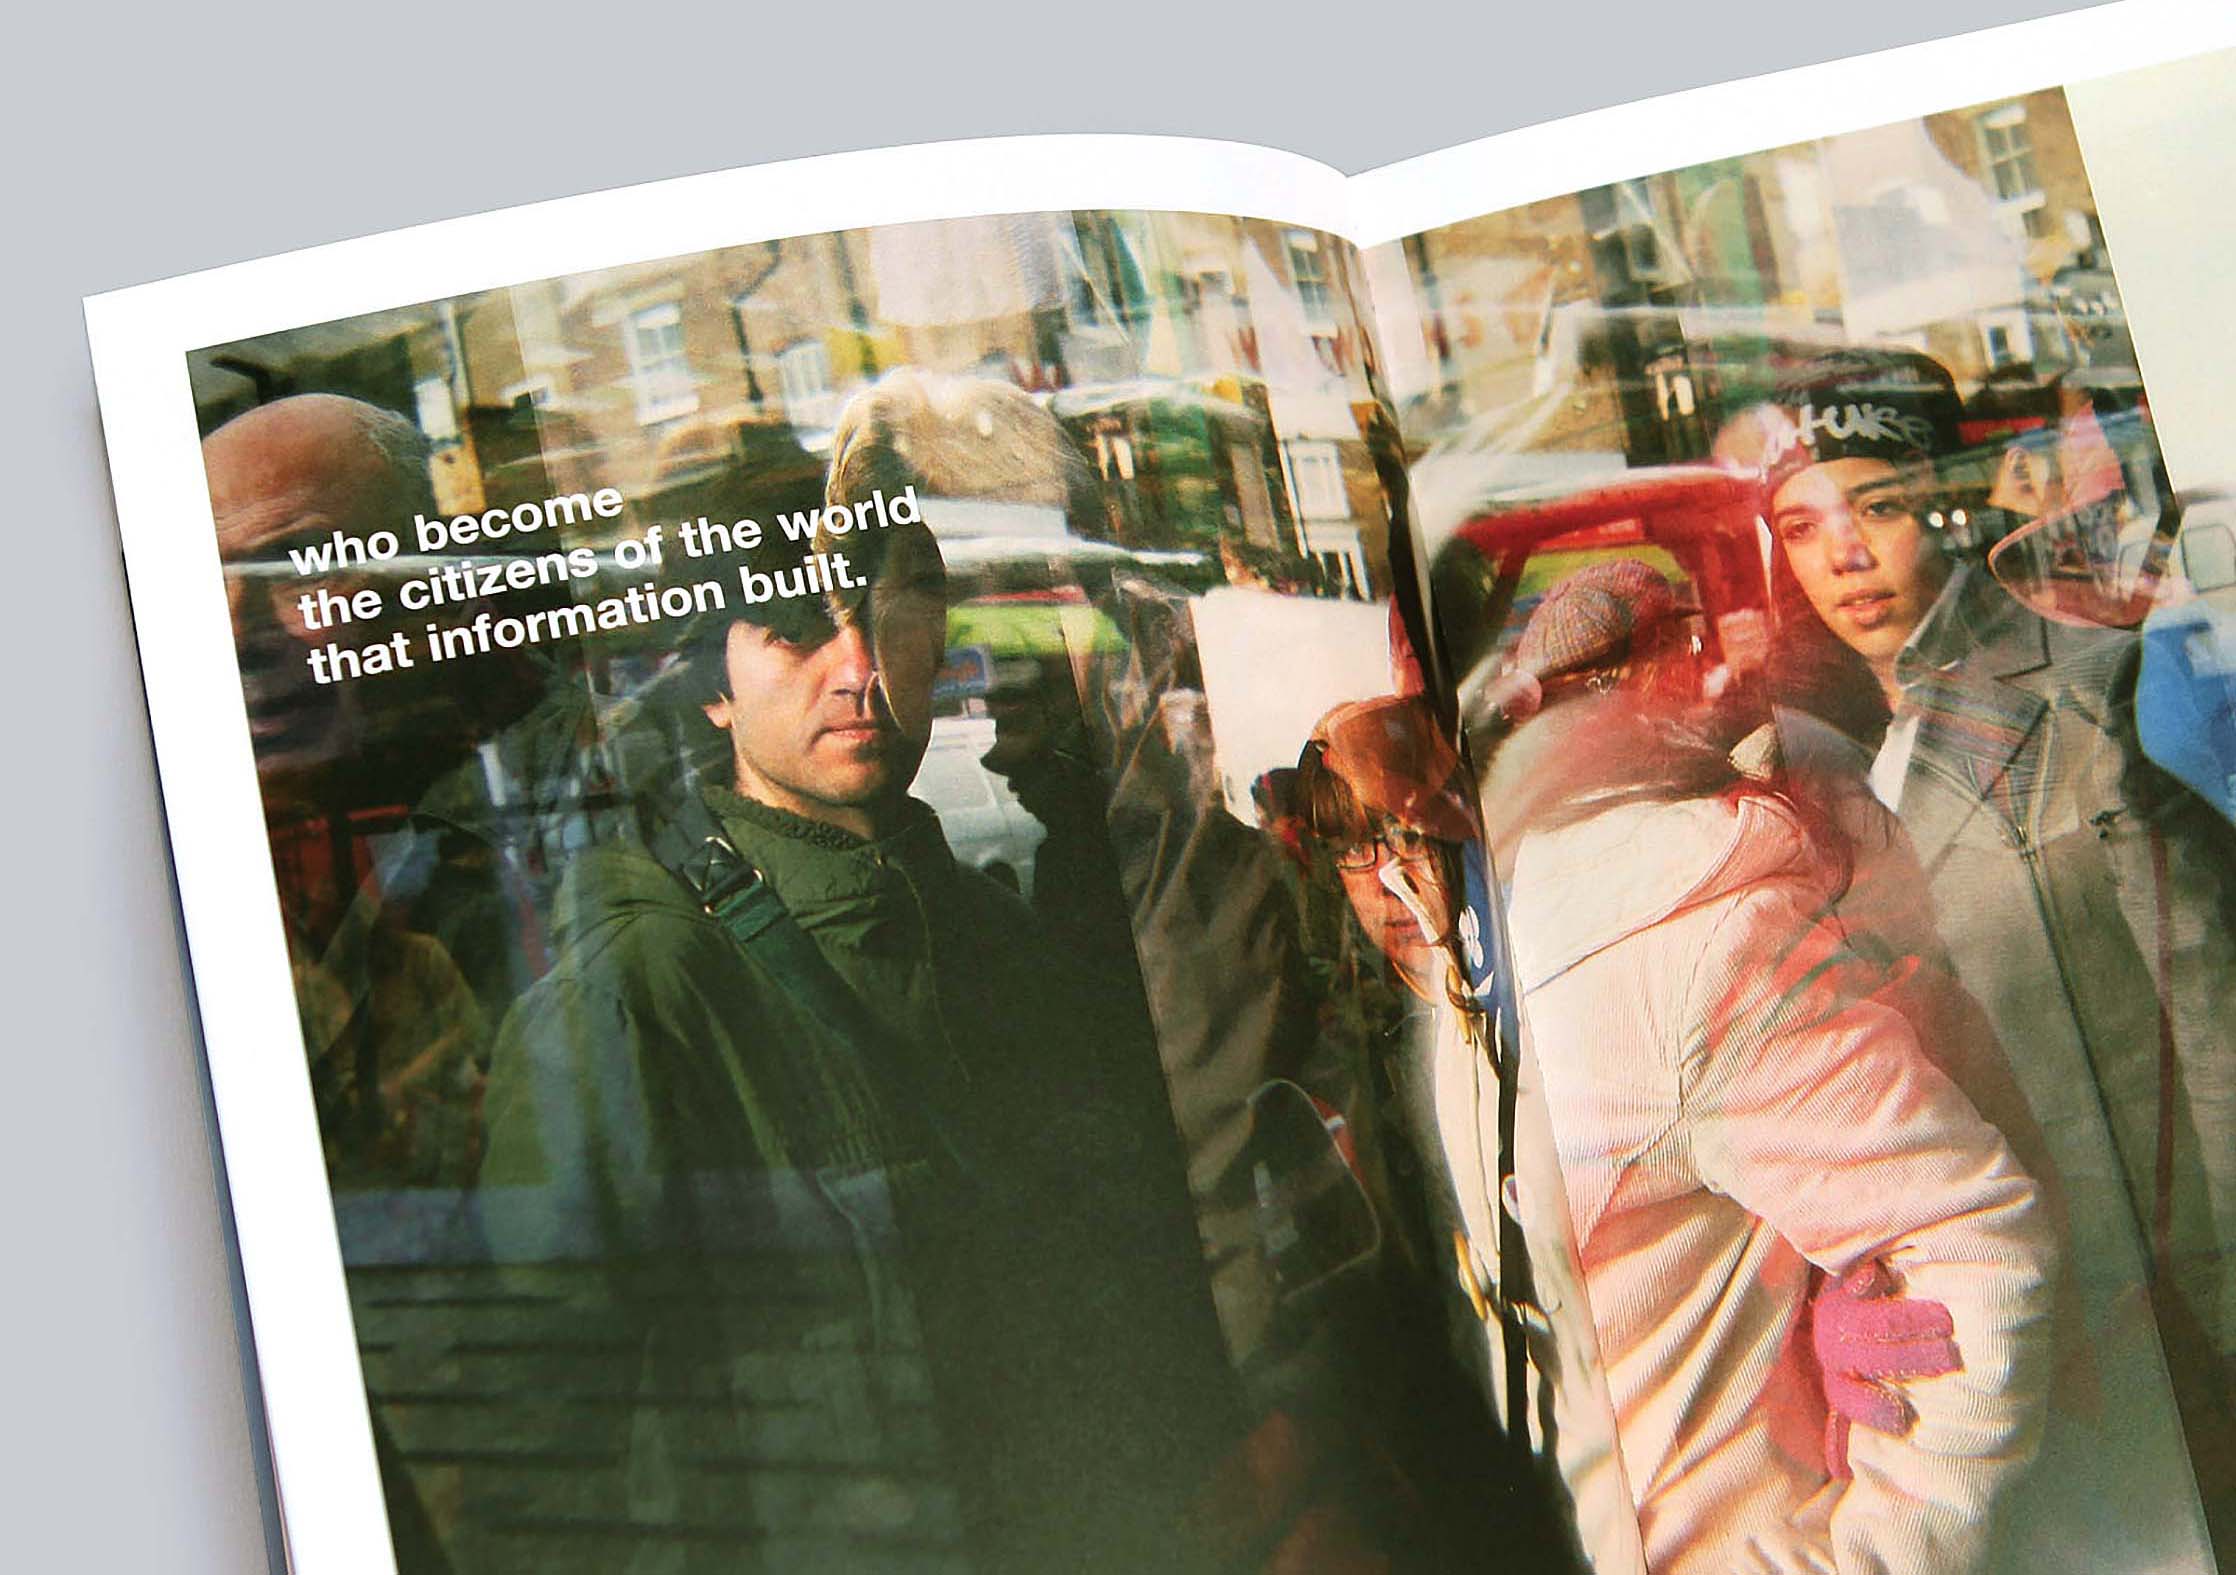 who become
the citizens of the world
that information built.